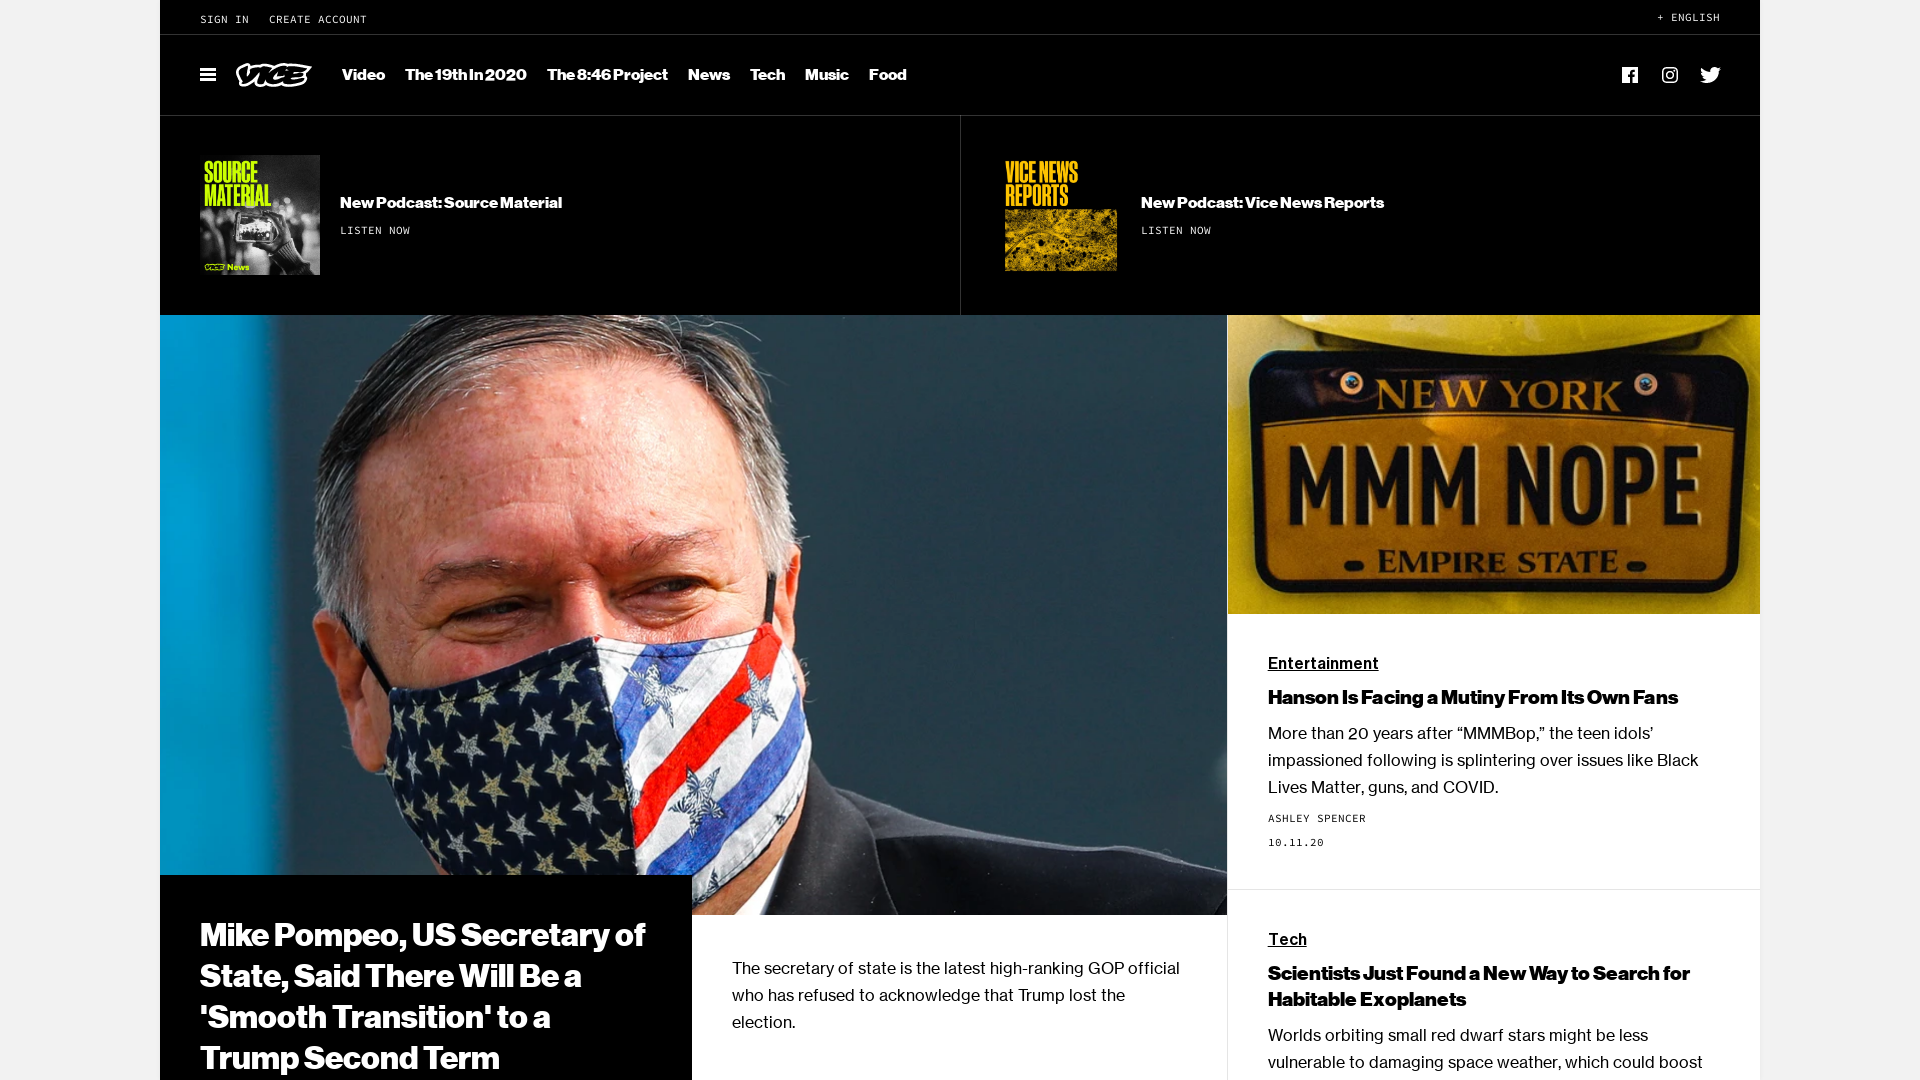 SIGN IN
CREATE ACCOUNT
+ ENGLISH
VICE
Video
The 19th In 2020
The 8:46 Project
News
Tech
Music
Food
SOURCE
MATERIAL
VICE News
New Podcast: Source Material
LISTEN NOW
VICE NEWS
REPORTS
New Podcast: Vice News Reports
LISTEN NOW
NEW YORK
MMM NOPE
EMPIRE STATE
Mike Pompeo, US Secretary of
State, Said There Will Be a
'Smooth Transition' to a
Trump Second Term
The secretary of state is the latest high-ranking GOP official
who has refused to acknowledge that Trump lost the
election.
Entertainment
Hanson Is Facing a Mutiny From Its Own Fans
More than 20 years after “MMMBop,” the teen idols’
impassioned following is splintering over issues like Black
Lives Matter, guns, and COVID.
ASHLEY SPENCER
10.11.20
Tech
Scientists Just Found a New Way to Search for
Habitable Exoplanets
Worlds orbiting small red dwarf stars might be less
vulnerable to damaging space weather, which could boost